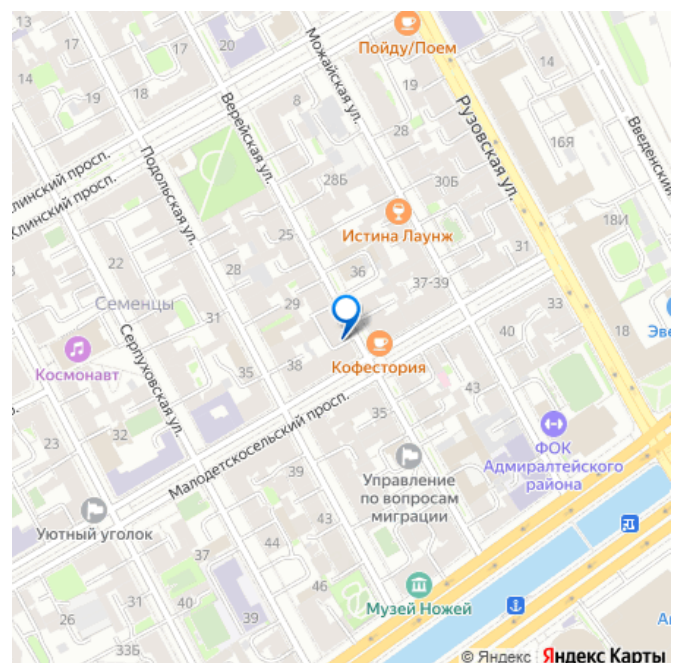 13
17
20
Можайская ул.
Пойду/Поем
14
14
19
18
Верейская ул.
8
19
28
Рузовская ул.
16Я
Введенский
Клинский просп.
Клинский просп.
Подольская ул.
28Б
30Б
18И
Истина Лаунж
31
25
22
28
36
37-39
Семенцы
29
33
31
Космонавт
Серпуховская ул.
40
18
Эве
Кофестория
35
38
43
Малодетскосельский просп.
35
23
32
ФОК
Адмиралтейского
района
39
Управление
по вопросам
миграции
Уютный уголок
43
37
44
46
Музей Ножей
26
31
40
39
33Б
© Яндекс Яндекс Карты